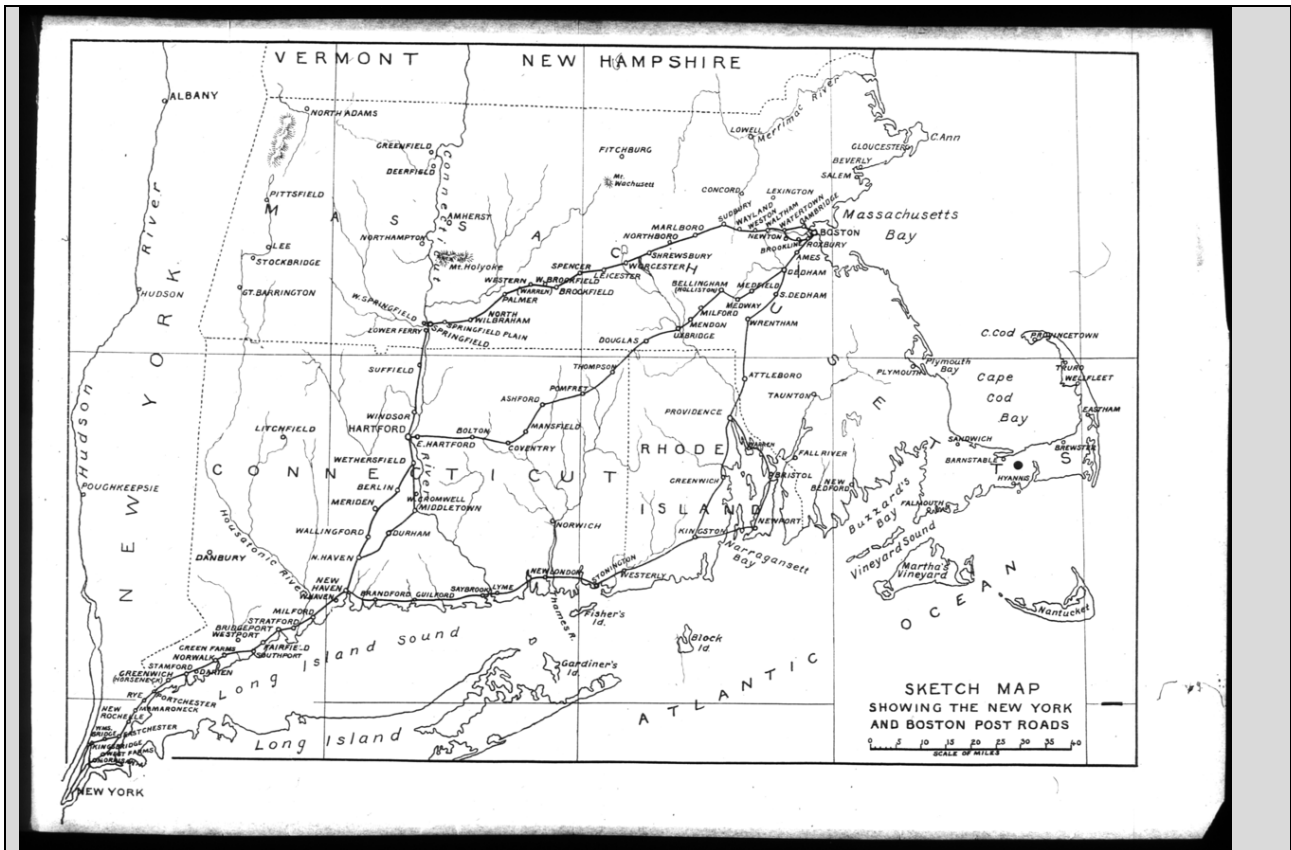 VERMONT
NEW HAMPSHIRE
ALBANY
NORTH ADAMS
GREENFIELD
DEERFIELD
Connecticut
River
FITCHBURG
Mt. Wachusett
LOWELL
Merrimac River
C. Ann
GLOUCESTER
BEVERLY
SALEM
CONCORD
LEXINGTON
PITTSFIELD
MASSACHUSETTS
AMHERST
NORTHAMPTON
Mt. Holyoke
SUDBURY
WAYLAND
WESTON
WALTHAM
WATERTOWN
CAMBRIDGE
Massachusetts
Bay
MARLBORO
NORTHBORO
NEWTON
BOSTON
BROOKLINE
ROXBURY
AMES
DEDHAM
LEE
STOCKBRIDGE
SHREWSBURY
WORCESTER
LEICESTER
SPENCER
W. BROOKFIELD
BROOKFIELD
WESTERN
(WARREN)
PALMER
NORTH
WILBRAHAM
BELLINGHAM
(HOLLISTON)
MEDFIELD
S. DEDHAM
MEDWAY
MILFORD
MENDON
UXBRIDGE
WRENTHAM
HUDSON
GT. BARRINGTON
W. SPRINGFIELD
LOWER FERRY
SPRINGFIELD PLAIN
SPRINGFIELD
DOUGLAS
C. Cod
PROVINCETOWN
SUFFIELD
THOMPSON
POMFRET
ASHFORD
ATTLEBORO
TAUNTON
PLYMOUTH
Plymouth
Bay
Cape
Cod
Bay
TRURO
WELLFLEET
EASTHAM
Hudson
River
NEW YORK
LITCHFIELD
WINDSOR
HARTFORD
E. HARTFORD
BOLTON
COVENTRY
MANSFIELD
PROVIDENCE
WARREN
RHODE
ISLAND
FALL RIVER
BRISTOL
SANDWICH
BARNSTABLE
BREWSTER
HYANNIS
CONNECTICUT
WETHERSFIELD
BERLIN
MERIDEN
W. CROMWELL
MIDDLETOWN
GREENWICH
NEW
BEDFORD
Buzzard's
Bay
FALMOUTH
POUGHKEEPSIE
Housatonic River
WALLINGFORD
DURHAM
NORWICH
KINGSTON
NEWPORT
Narragansett
Bay
Vineyard Sound
Martha's
Vineyard
Nantucket
DANBURY
N. HAVEN
NEW
HAVEN
W. HAVEN
BRANDFORD
GUILFORD
SAYBROOK
LYME
NEW LONDON
STONINGTON
WESTERLY
Thames R.
Fisher's
Id.
MILFORD
STRATFORD
BRIDGEPORT
WESTPORT
FAIRFIELD
SOUTHPORT
GREEN FARMS
NORWALK
DARIEN
STAMFORD
GREENWICH
(HORSENECK)
Long Island Sound
Gardiner's
Id.
Block
Id.
ATLANTIC
OCEAN
RYE
PORTCHESTER
MAMARONECK
NEW
ROCHELLE
EASTCHESTER
WMS.
BRIDGE
KINGSBRIDGE
WEST FARMS
MORRISANIA
Long Island
NEW YORK
SKETCH MAP
SHOWING THE NEW YORK
AND BOSTON POST ROADS
0 5 10 15 20 25 30 35 40
SCALE OF MILES